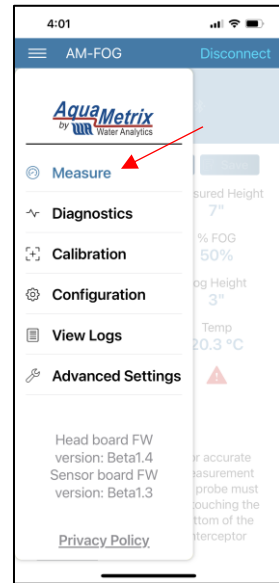 4:01
AM-FOG Disconnect
AquaMetrix
by WA Water Analytics
Measure
sured Height
7"
Diagnostics
% FOG
50%
Calibration
og Height
3"
Configuration
Temp
20.3 °C
View Logs
Advanced Settings
Head board FW
version: Beta1.4
Sensor board FW
version: Beta1.3
or accurate
easurement
probe must
ouching the
ttom of the
nterceptor
Privacy Policy